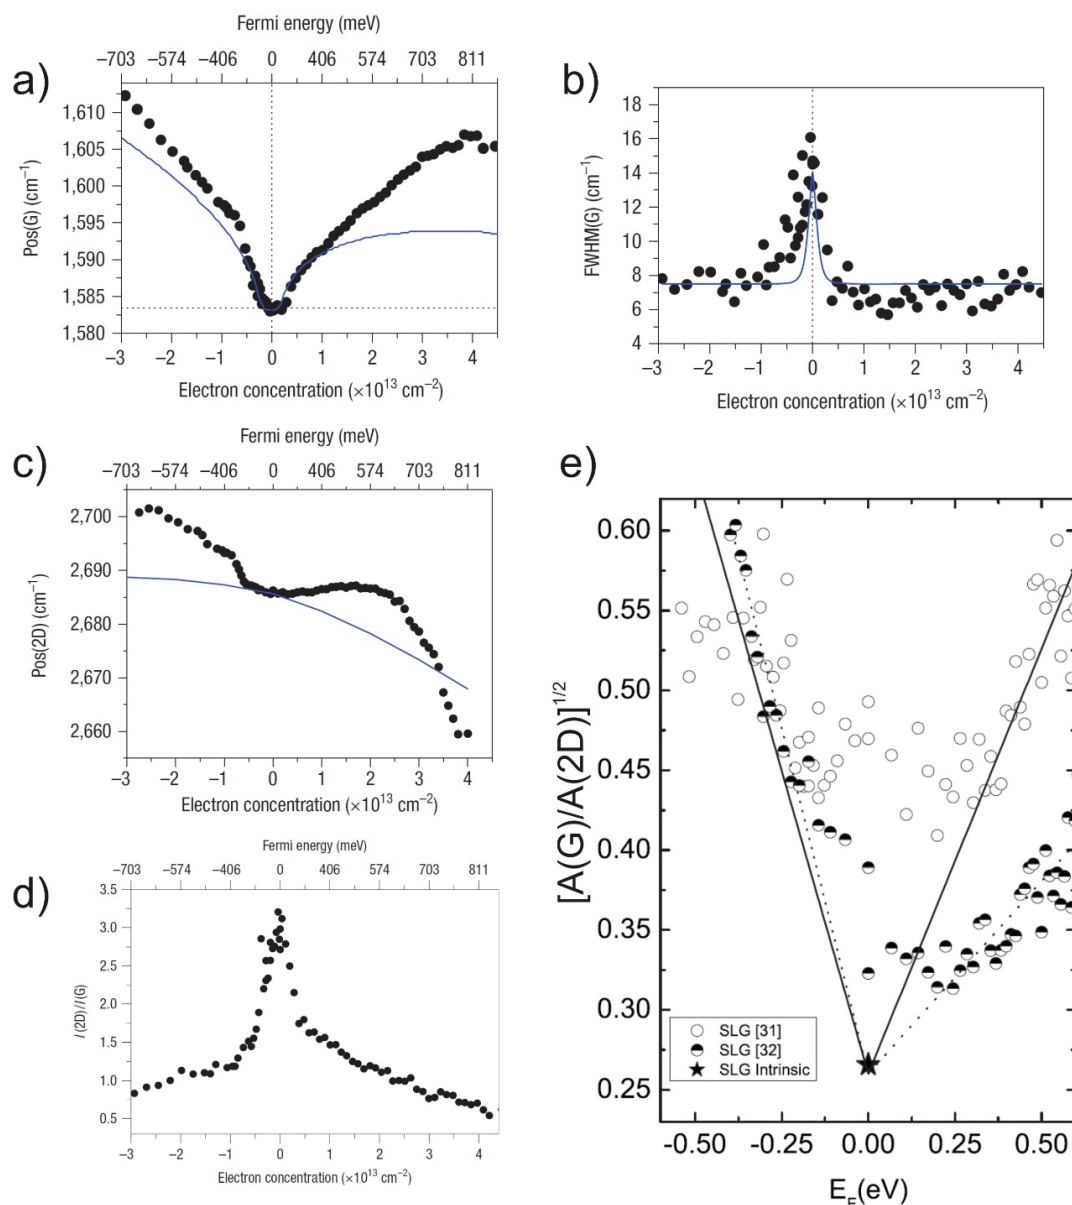 a)
Fermi energy (meV)
−703 −574 −406 0 406 574 703 811
Pos(G) (cm−1)
1,610
1,605
1,600
1,595
1,590
1,585
1,580
−3 −2 −1 0 1 2 3 4
Electron concentration (×10^13 cm−2)
b)
FWHM(G) (cm−1)
18
16
14
12
10
8
6
4
−3 −2 −1 0 1 2 3 4
Electron concentration (×10^13 cm−2)
c)
Fermi energy (meV)
−703 −574 −406 0 406 574 703 811
Pos(2D) (cm−1)
2,700
2,690
2,680
2,670
2,660
−3 −2 −1 0 1 2 3 4
Electron concentration (×10^13 cm−2)
d)
Fermi energy (meV)
−703 −574 −406 0 406 574 703 811
I(2D)/I(G)
3.5
3.0
2.5
2.0
1.5
1.0
0.5
−3 −2 −1 0 1 2 3 4
Electron concentration (×10^13 cm−2)
e)
[A(G)/A(2D)]^1/2
0.60
0.55
0.50
0.45
0.40
0.35
0.30
0.25
SLG [31]
SLG [32]
SLG Intrinsic
-0.50 -0.25 0.00 0.25 0.50
E_F(eV)